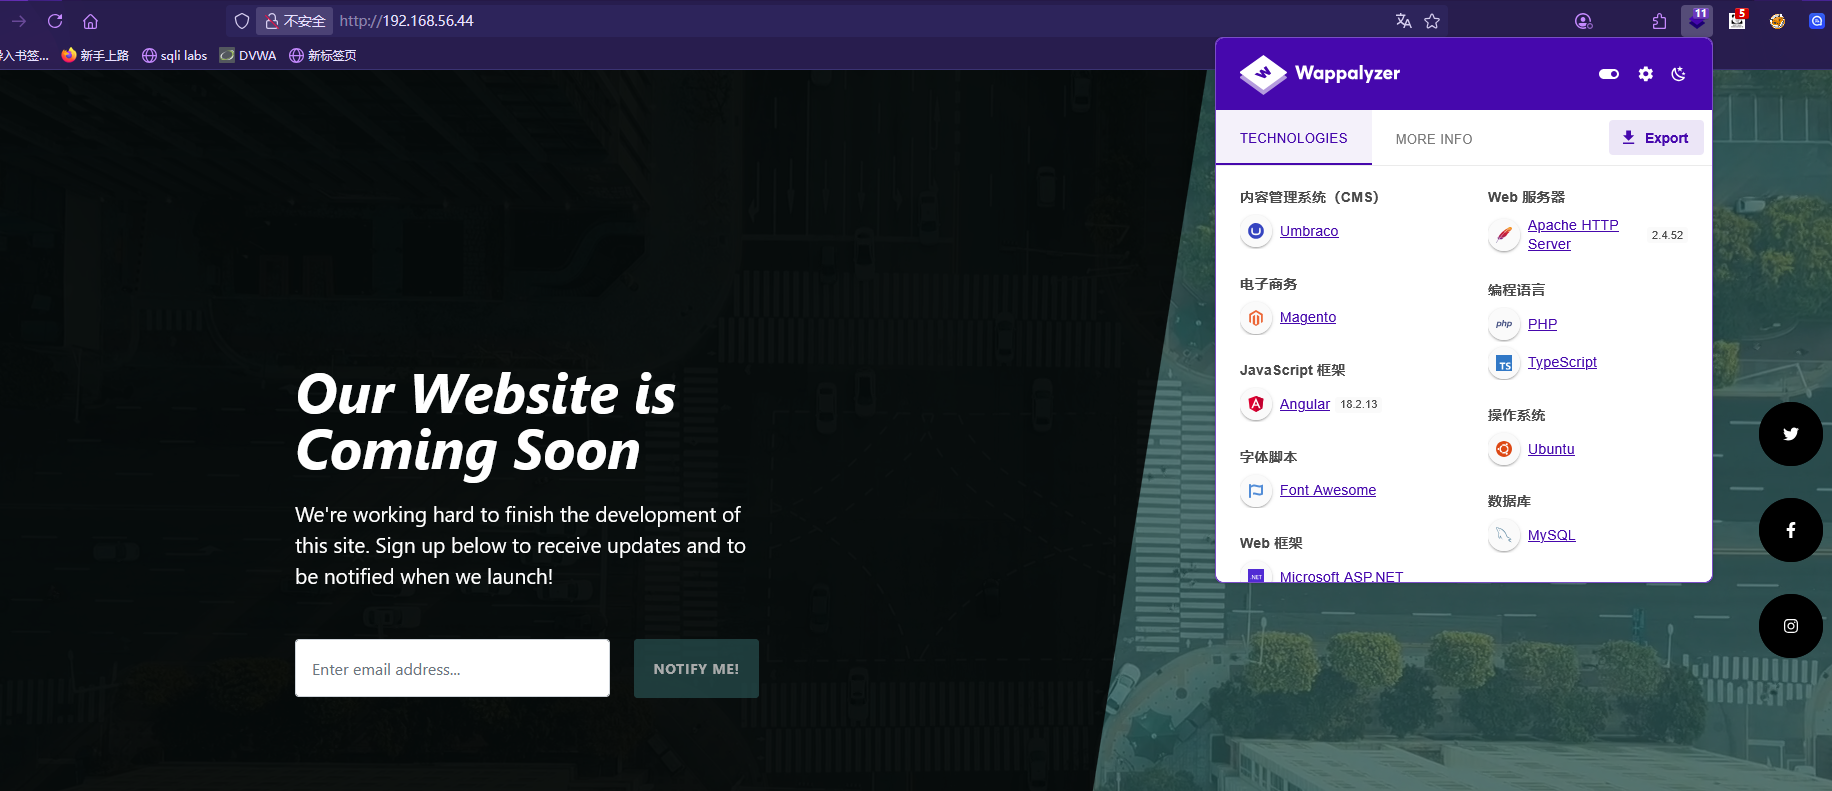 不安全
http://192.168.56.44
11
5
导入书签...
新手上路
sqli labs
DVWA
新标签页
Wappalyzer
TECHNOLOGIES
MORE INFO
Export
内容管理系统（CMS）
Umbraco
电子商务
Magento
JavaScript 框架
Angular 18.2.13
字体脚本
Font Awesome
Web 框架
Microsoft ASP.NET
Web 服务器
Apache HTTP
Server
2.4.52
编程语言
php PHP
TS TypeScript
操作系统
Ubuntu
数据库
MySQL
Our Website is
Coming Soon
We're working hard to finish the development of
this site. Sign up below to receive updates and to
be notified when we launch!
Enter email address...
NOTIFY ME!